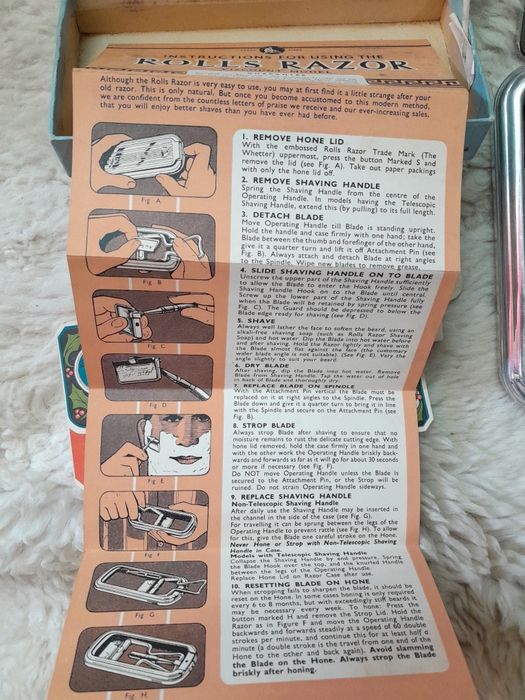 INSTRUCTIONS FOR USING THE
ROLLS RAZOR
Although the Rolls Razor is very easy to use, you may at first find it a little strange after your
old razor. This is only natural. But once you become accustomed to this modern method,
we are confident from the countless letters of praise we receive and our ever-increasing sales,
that you will enjoy better shaves than you have ever had before.
Fig A
Fig B
Fig C
Fig D
Fig E
Fig F
Fig G
Fig H
1. REMOVE HONE LID
With the embossed Rolls Razor Trade Mark (The
Whetter) uppermost, press the button Marked S and
remove the lid (see Fig. A). Take out paper packings
with only the hone lid off.
2. REMOVE SHAVING HANDLE
Spring the Shaving Handle from the centre of the
Operating Handle. In models having the Telescopic
Shaving Handle, extend this (by pulling) to its full length.
3. DETACH BLADE
Move Operating Handle till Blade is standing upright.
Hold the handle and case firmly with one hand; take the
Blade between the thumb and forefinger of the other hand,
give it a quarter turn and lift it off Attachment Pin (see
Fig. B). Always attach and detach Blade at right angles
to the Spindle. Wipe new blades to remove grease.
4. SLIDE SHAVING HANDLE ON TO BLADE
Unscrew the upper part of the Shaving Handle sufficiently
to allow the Blade to enter the Hook freely. Slide the
Shaving Handle Hook on to the Blade until central.
Screw up the lower part of the Shaving Handle fully
when the Blade will be retained by spring pressure (see
Fig. C). The Guard should be depressed to below the
Blade edge ready for shaving (see Fig. D).
5. SHAVE
Always well lather the face to soften the beard, using an
alkali-free shaving soap (such as Rolls Razor Shaving
Soap) and hot water. Dip the Blade into hot water before
and after shaving. Hold the Razor lightly and shave with
the Blade almost flat against the face (the customary
wafer blade angle is not suitable). (See Fig. E). Vary the
angle slightly to suit your beard.
6. DRY BLADE
After shaving, dip the Blade into hot water. Remove
Blade from Shaving Handle. Tap the water out of hole
in back of Blade and thoroughly dry.
7. REPLACE BLADE ON SPINDLE
With the Attachment Pin vertical the Blade must be
replaced on it at right angles to the Spindle. Press the
Blade down and give it a quarter turn to bring it in line
with the Spindle and secure on the Attachment Pin (see
Fig. B).
8. STROP BLADE
Always strop Blade after shaving to ensure that no
moisture remains to rust the delicate cutting edge. With
hone lid removed, hold the case firmly in one hand and
with the other work the Operating Handle briskly back-
wards and forwards as far as it will go for about 30 seconds
or more if necessary (see Fig. F).
Do NOT move Operating Handle unless the Blade is
secured to the Attachment Pin, or the Strop will be
ruined. Do not strain Operating Handle sideways.
9. REPLACE SHAVING HANDLE
Non-Telescopic Shaving Handle
After daily use the Shaving Handle may be inserted in
the channel in the side of the case (see Fig. G).
For travelling it can be sprung between the legs of the
Operating Handle to prevent rattle (see Fig. H). To allow
for this, give the Blade one careful stroke on the Hone.
Never Hone or Strop with Non-Telescopic Shaving
Handle in Case.
Models with Telescopic Shaving Handle
Collapse the Shaving Handle by end pressure. Spring
the Blade Hook over the top, and the knurled Handle
between the legs of the Operating Handle.
Replace Hone Lid on Razor Case after use.
10. RESETTING BLADE ON HONE
When stropping fails to sharpen the blade, it should be
reset on the Hone. In some cases honing is only required
every 6 to 8 months, but with exceedingly stiff beards it
may be necessary every week. To hone: Press the
button marked H and remove the Strop Lid. Hold the
Razor as in Figure F and move the Operating Handle
backwards and forwards steadily at a speed of 60 double
strokes per minute, and continue this for at least half a
minute (a double stroke is the travel from one end of the
Hone to the other and back again). Avoid slamming
the Blade on the Hone. Always strop the Blade
briskly after honing.